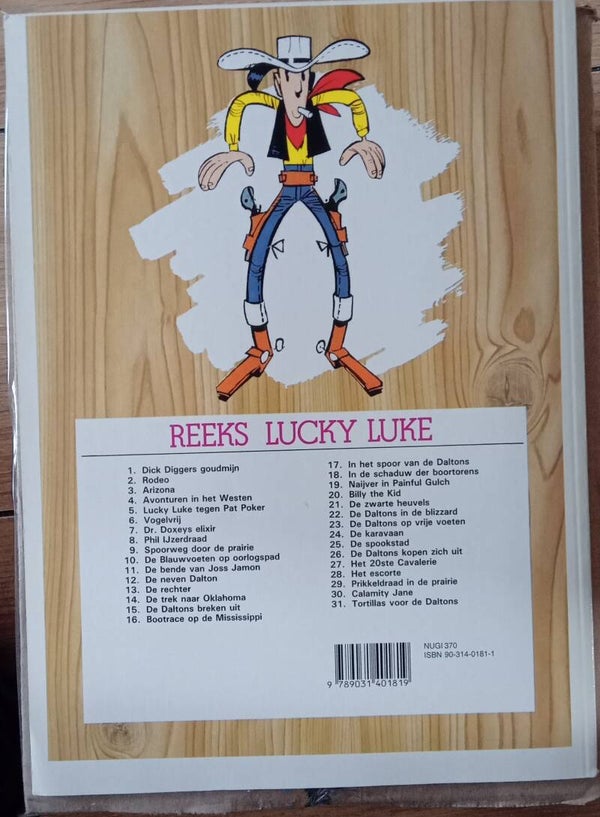 REEKS LUCKY LUKE
1. Dick Diggers goudmijn
2. Rodeo
3. Arizona
4. Avonturen in het Westen
5. Lucky Luke tegen Pat Poker
6. Vogelvrij
7. Dr. Doxeys elixir
8. Phil IJzerdraad
9. Spoorweg door de prairie
10. De Blauwvoeten op oorlogspad
11. De bende van Joss Jamon
12. De neven Dalton
13. De rechter
14. De trek naar Oklahoma
15. De Daltons breken uit
16. Bootrace op de Mississippi
17. In het spoor van de Daltons
18. In de schaduw der boortorens
19. Naijver in Painful Gulch
20. Billy the Kid
21. De zwarte heuvels
22. De Daltons in de blizzard
23. De Daltons op vrije voeten
24. De karavaan
25. De spookstad
26. De Daltons kopen zich uit
27. Het 20ste Cavalerie
28. Het escorte
29. Prikkeldraad in de prairie
30. Calamity Jane
31. Tortillas voor de Daltons
NUGI 370
ISBN 90-314-0181-1
9 789031 401819